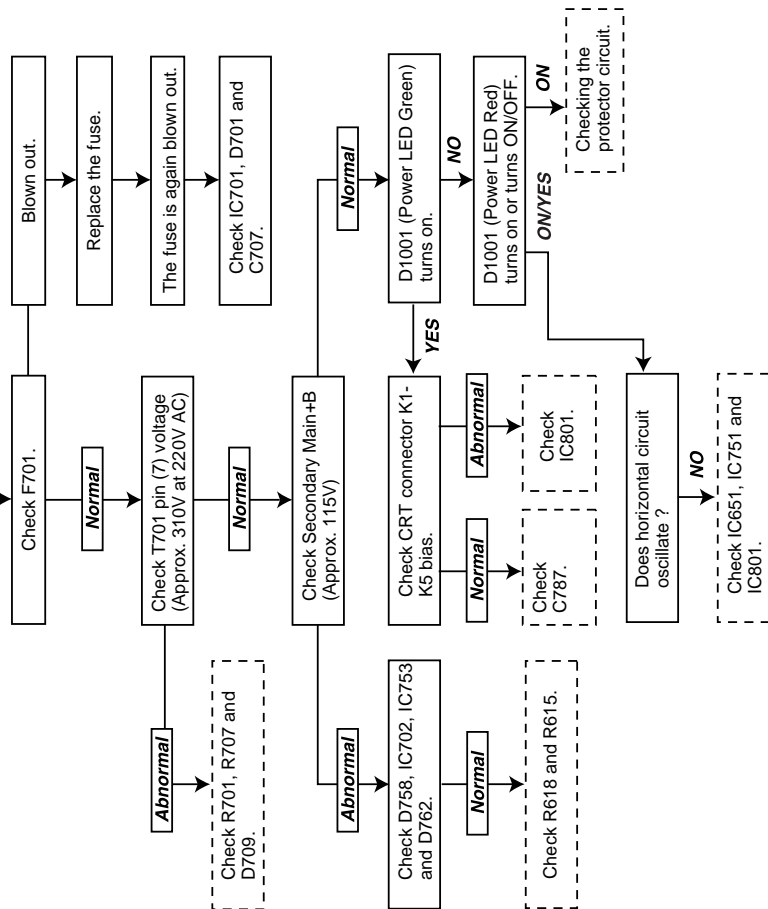 Check F701.
Blown out.
Replace the fuse.
The fuse is again blown out.
Check IC701, D701 and
C707.
Normal
Check T701 pin (7) voltage
(Approx. 310V at 220V AC)
Abnormal
Check R701, R707 and
D709.
Normal
Check Secondary Main+B
(Approx. 115V)
Abnormal
Check D758, IC702, IC753
and D762.
Normal
Check R618 and R615.
Normal
D1001 (Power LED Green)
turns on.
YES
Check CRT connector K1-
K5 bias.
Normal
Check
C787.
Abnormal
Check
IC801.
NO
D1001 (Power LED Red)
turns on or turns ON/OFF.
ON
Checking the
protector circuit.
ON/YES
Does horizontal circuit
oscillate ?
NO
Check IC651, IC751 and
IC801.